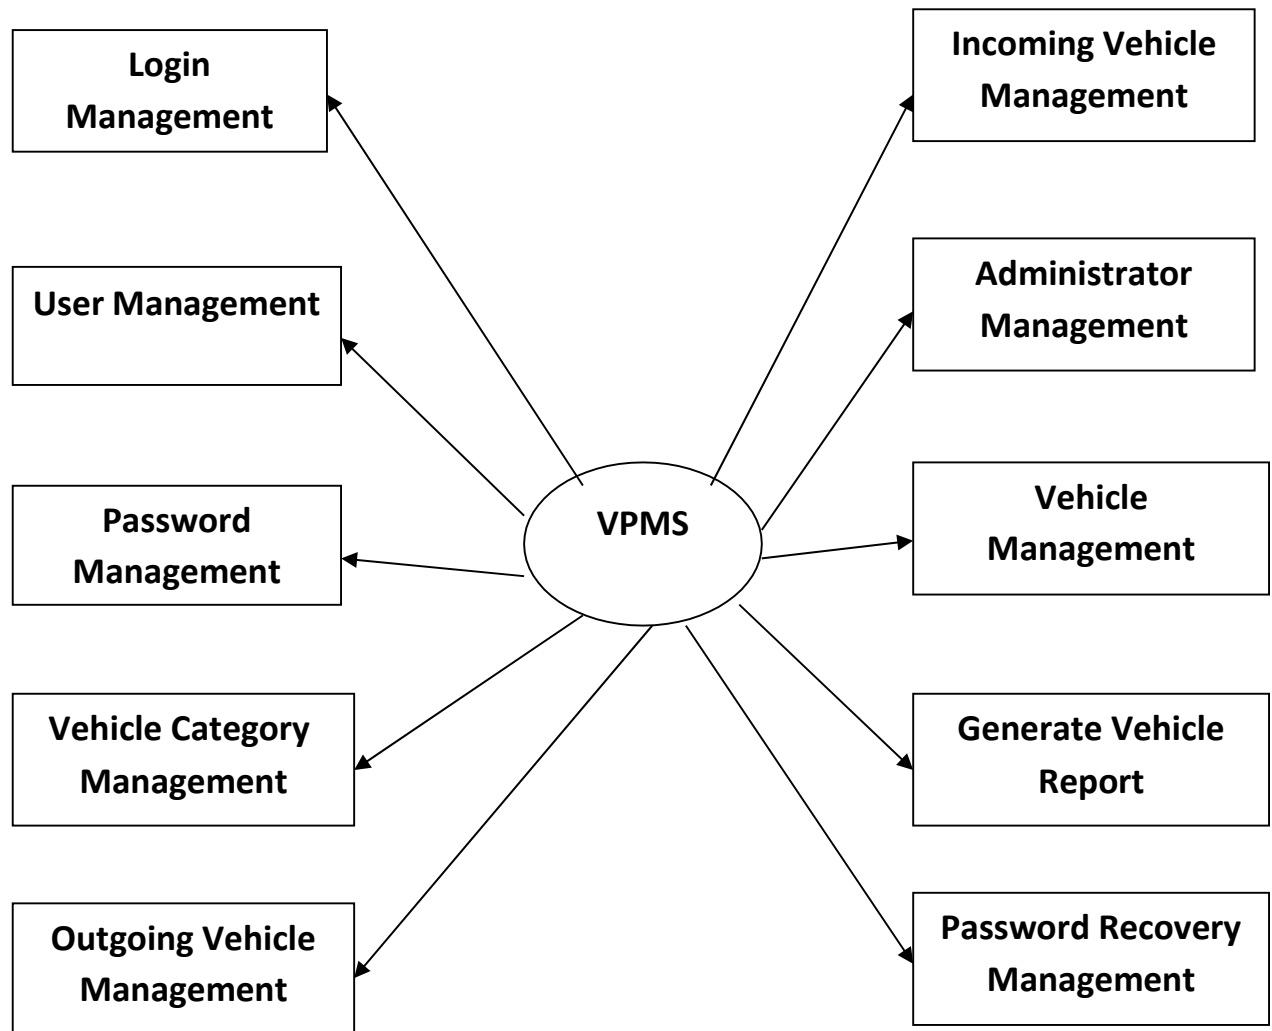 Login
Management
User Management
Password
Management
Vehicle Category
Management
Outgoing Vehicle
Management
VPMS
Incoming Vehicle
Management
Administrator
Management
Vehicle
Management
Generate Vehicle
Report
Password Recovery
Management